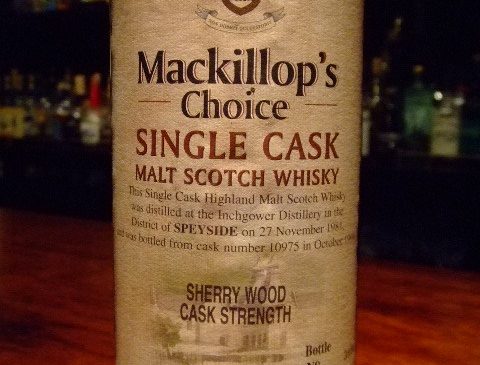 Mackillop's
Choice
SINGLE CASK
MALT SCOTCH WHISKY
This Single Cask Highland Malt Scotch Whisky
was distilled at the Inchgower Distillery in the
District of SPEYSIDE on 27 November
and was bottled from cask number 10975 in October
SHERRY WOOD
CASK STRENGTH
Bottle
No